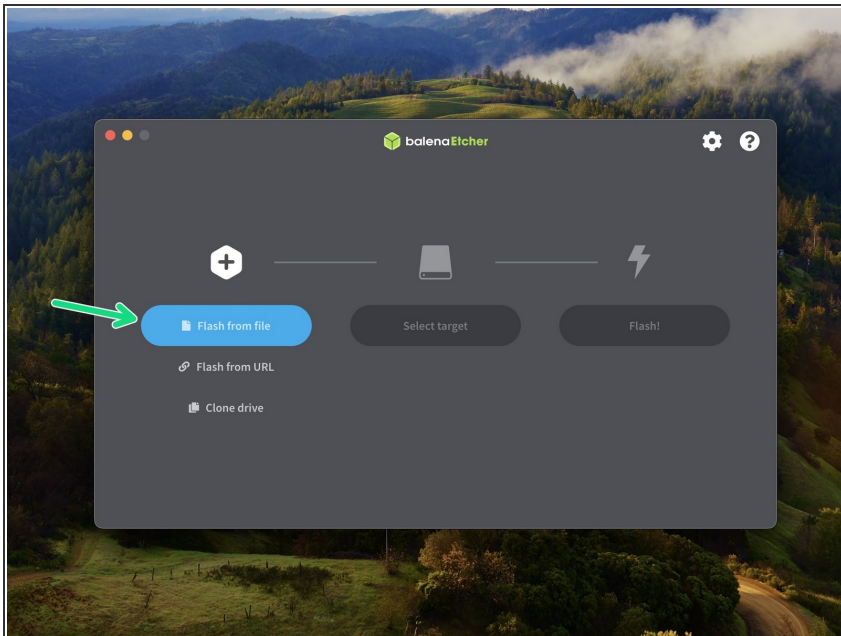 balenaEtcher
Flash from file
Select target
Flash!
Flash from URL
Clone drive